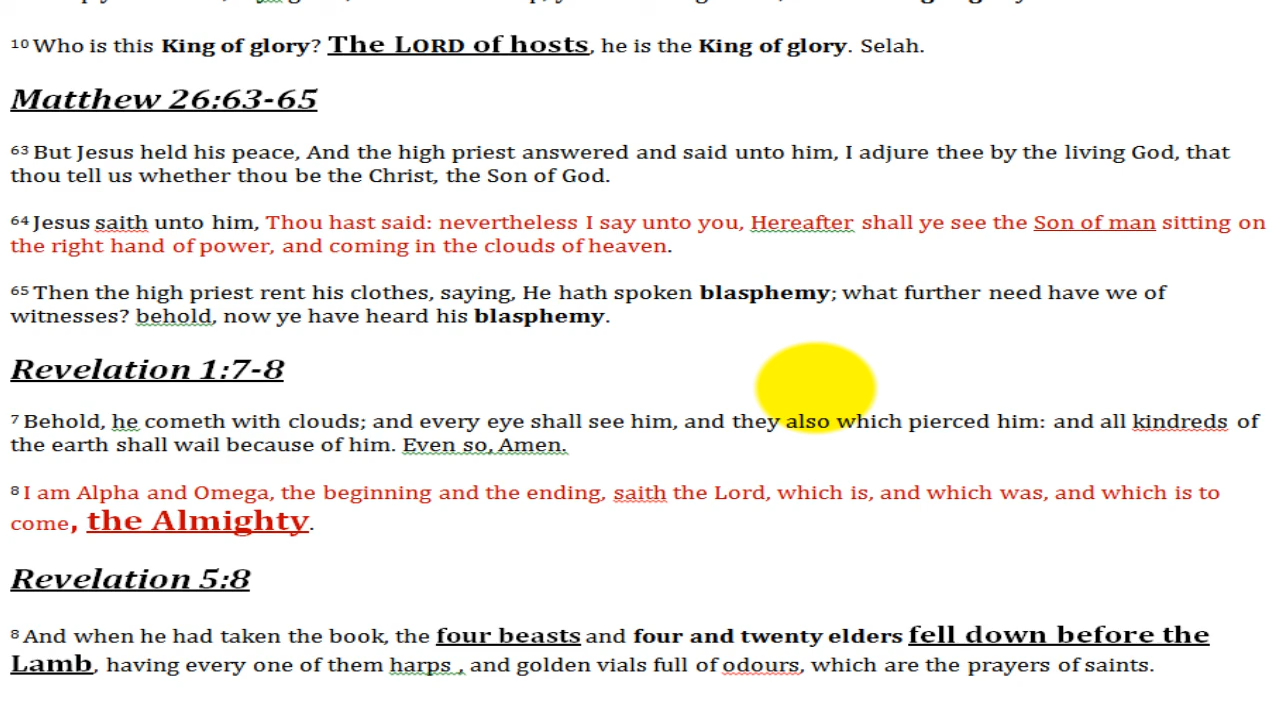 10 Who is this King of glory? The LORD of hosts, he is the King of glory. Selah.
Matthew 26:63-65
63 But Jesus held his peace, And the high priest answered and said unto him, I adjure thee by the living God, that
thou tell us whether thou be the Christ, the Son of God.
64 Jesus saith unto him, Thou hast said: nevertheless I say unto you, Hereafter shall ye see the Son of man sitting on
the right hand of power, and coming in the clouds of heaven.
65 Then the high priest rent his clothes, saying, He hath spoken blasphemy; what further need have we of
witnesses? behold, now ye have heard his blasphemy.
Revelation 1:7-8
7 Behold, he cometh with clouds; and every eye shall see him, and they also which pierced him: and all kindreds of
the earth shall wail because of him. Even so, Amen.
8 I am Alpha and Omega, the beginning and the ending, saith the Lord, which is, and which was, and which is to
come, the Almighty.
Revelation 5:8
8 And when he had taken the book, the four beasts and four and twenty elders fell down before the
Lamb, having every one of them harps , and golden vials full of odours, which are the prayers of saints.